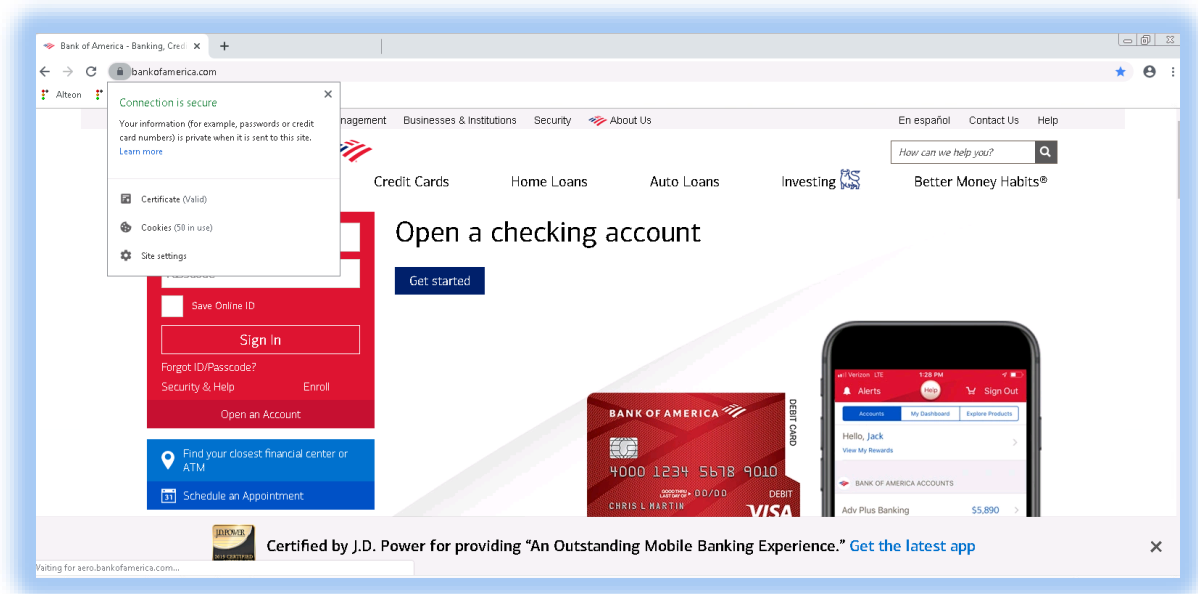 Bank of America - Banking, Credi
bankofamerica.com
Alteon
Connection is secure
Your information (for example, passwords or credit
card numbers) is private when it is sent to this site.
Learn more
Certificate (Valid)
Cookies (50 in use)
Site settings
nagement Businesses & Institutions Security About Us En español Contact Us Help
How can we help you?
Credit Cards Home Loans Auto Loans Investing Better Money Habits®
Open a checking account
Get started
Save Online ID
Sign In
Forgot ID/Passcode?
Security & Help Enroll
Open an Account
Find your closest financial center or
ATM
31 Schedule an Appointment
BANK OF AMERICA
DEBIT CARD
4000 1234 5678 9010
00/00
DEBIT
CHRIS L MARTIN
VISA
Verizon LTE 1:28 PM
Alerts Help Sign Out
Accounts My Dashboard Explore Products
Hello, Jack
View My Rewards
BANK OF AMERICA ACCOUNTS
Adv Plus Banking $5,890
J.D. POWER
Certified by J.D. Power for providing “An Outstanding Mobile Banking Experience.” Get the latest app
Waiting for aero.bankofamerica.com...